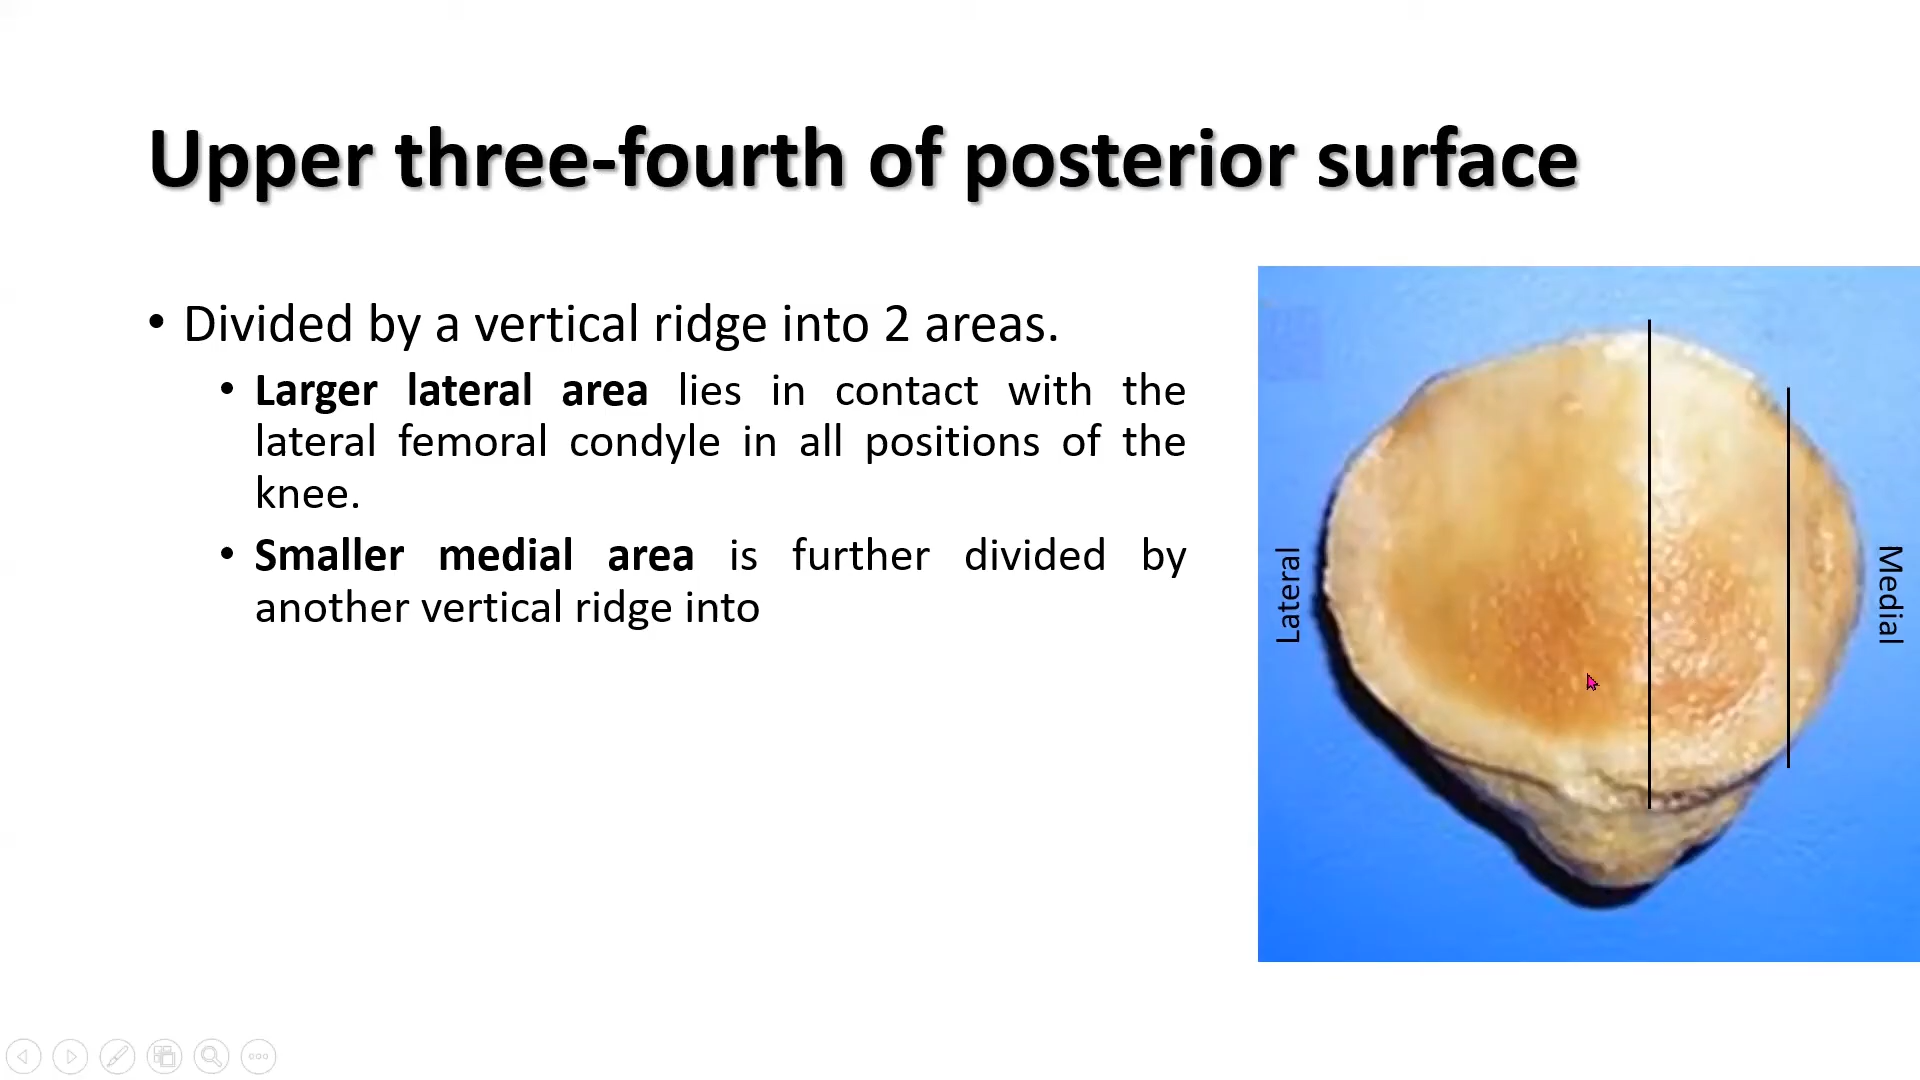 Upper three-fourth of posterior surface
• Divided by a vertical ridge into 2 areas.
• Larger lateral area lies in contact with the
lateral femoral condyle in all positions of the
knee.
• Smaller medial area is further divided by
another vertical ridge into
Lateral
Medial